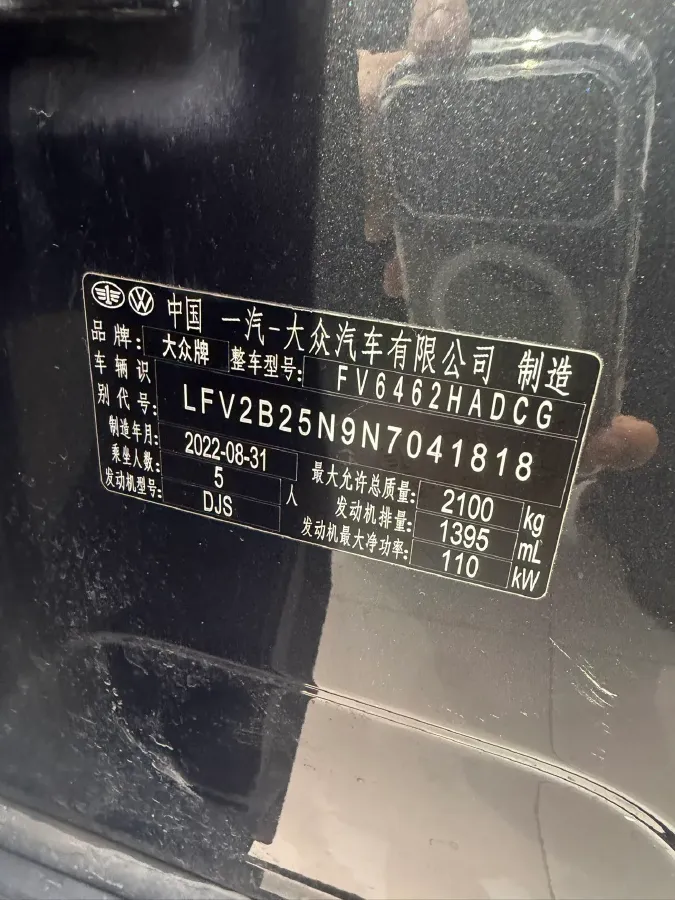 中国 一汽-大众汽车有限公司 制造
品牌: 大众牌 整车型号: FV6462HADCG
车辆识别代号: LFV2B25N9N7041818
制造年月: 2022-08-31 最大允许总质量: 2100 kg
乘坐人数: 5 人 发动机排量: 1395 mL
发动机型号: DJS 发动机最大净功率: 110 kW